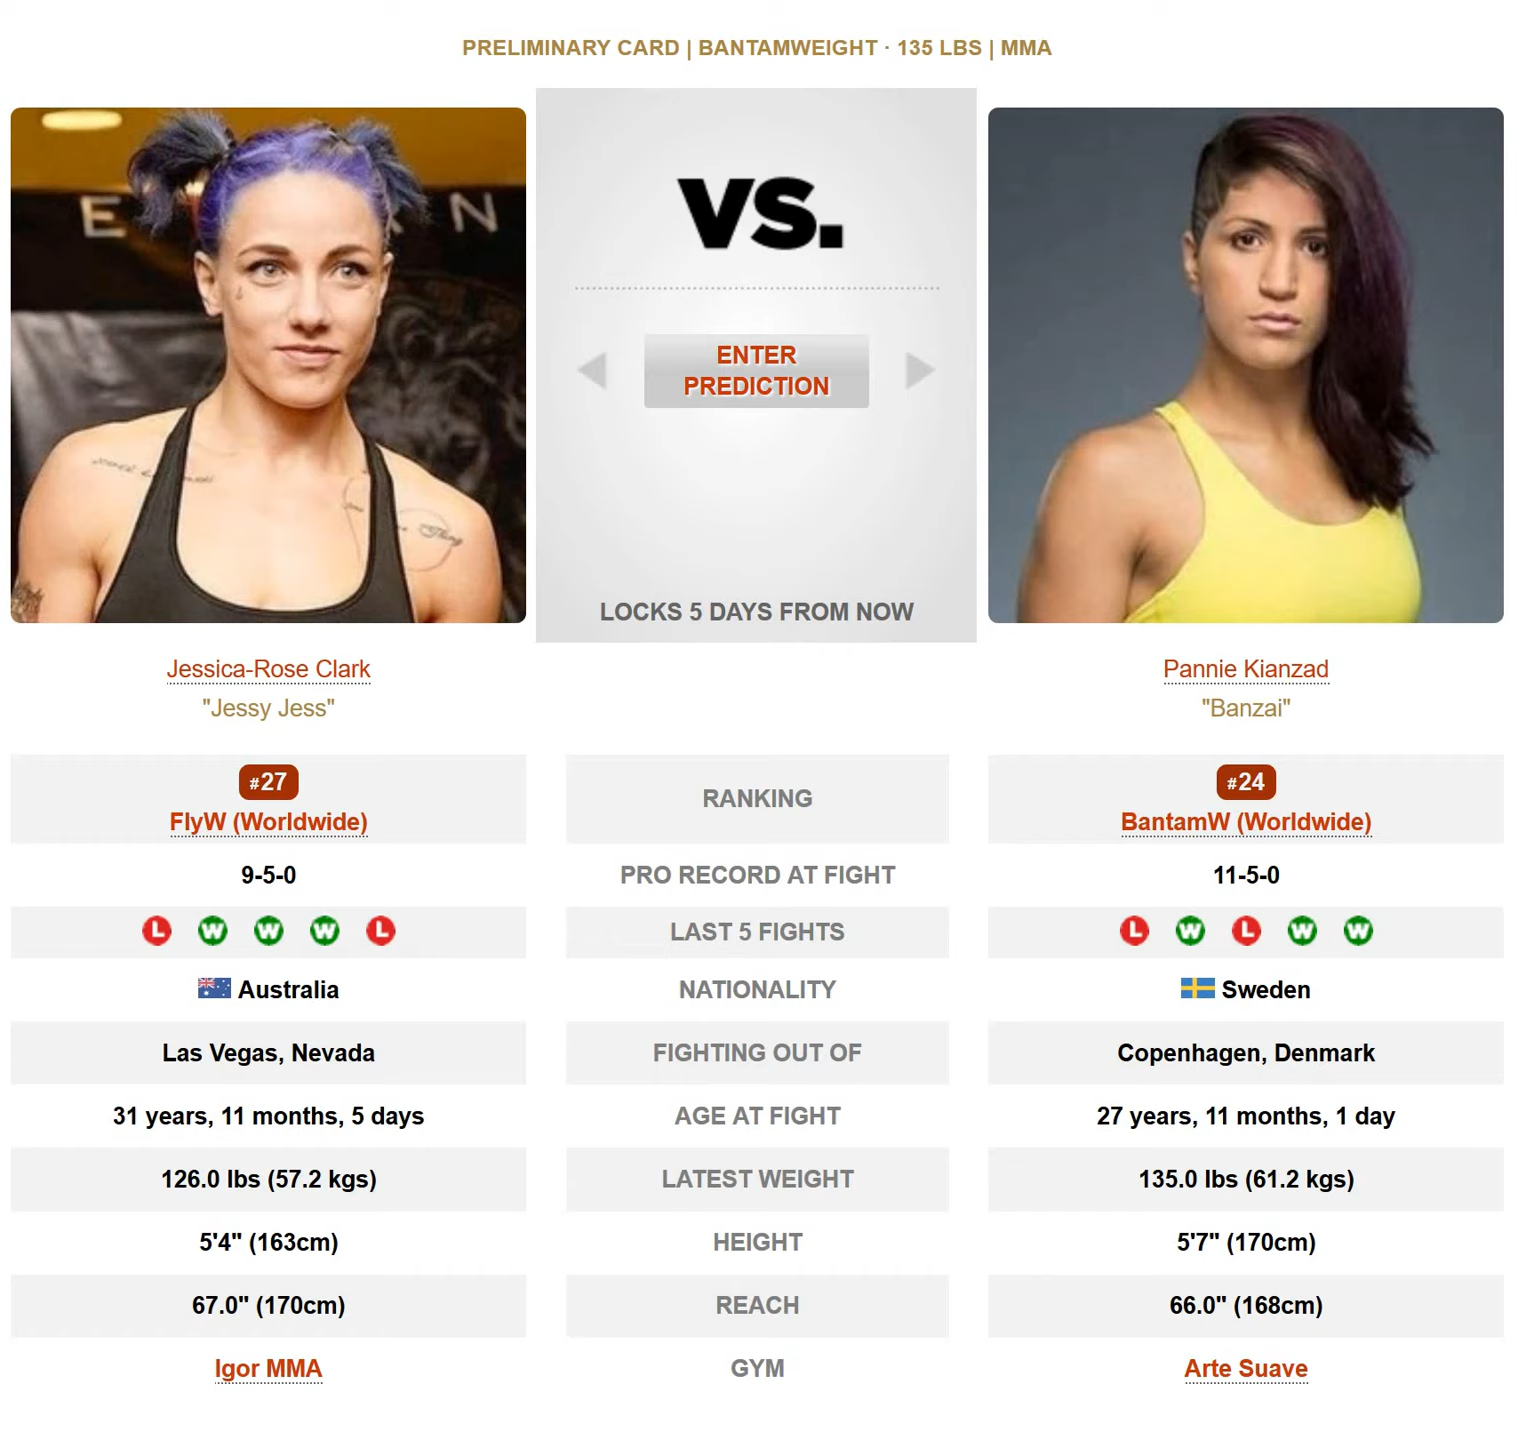 PRELIMINARY CARD | BANTAMWEIGHT · 135 LBS | MMA
E N
VS.
ENTER
PREDICTION
LOCKS 5 DAYS FROM NOW
Jessica-Rose Clark
"Jessy Jess"
Pannie Kianzad
"Banzai"
#27
FlyW (Worldwide)
RANKING
#24
BantamW (Worldwide)
9-5-0 PRO RECORD AT FIGHT 11-5-0
L W W W L LAST 5 FIGHTS L W L W W
Australia NATIONALITY Sweden
Las Vegas, Nevada FIGHTING OUT OF Copenhagen, Denmark
31 years, 11 months, 5 days AGE AT FIGHT 27 years, 11 months, 1 day
126.0 lbs (57.2 kgs) LATEST WEIGHT 135.0 lbs (61.2 kgs)
5'4" (163cm) HEIGHT 5'7" (170cm)
67.0" (170cm) REACH 66.0" (168cm)
Igor MMA GYM Arte Suave